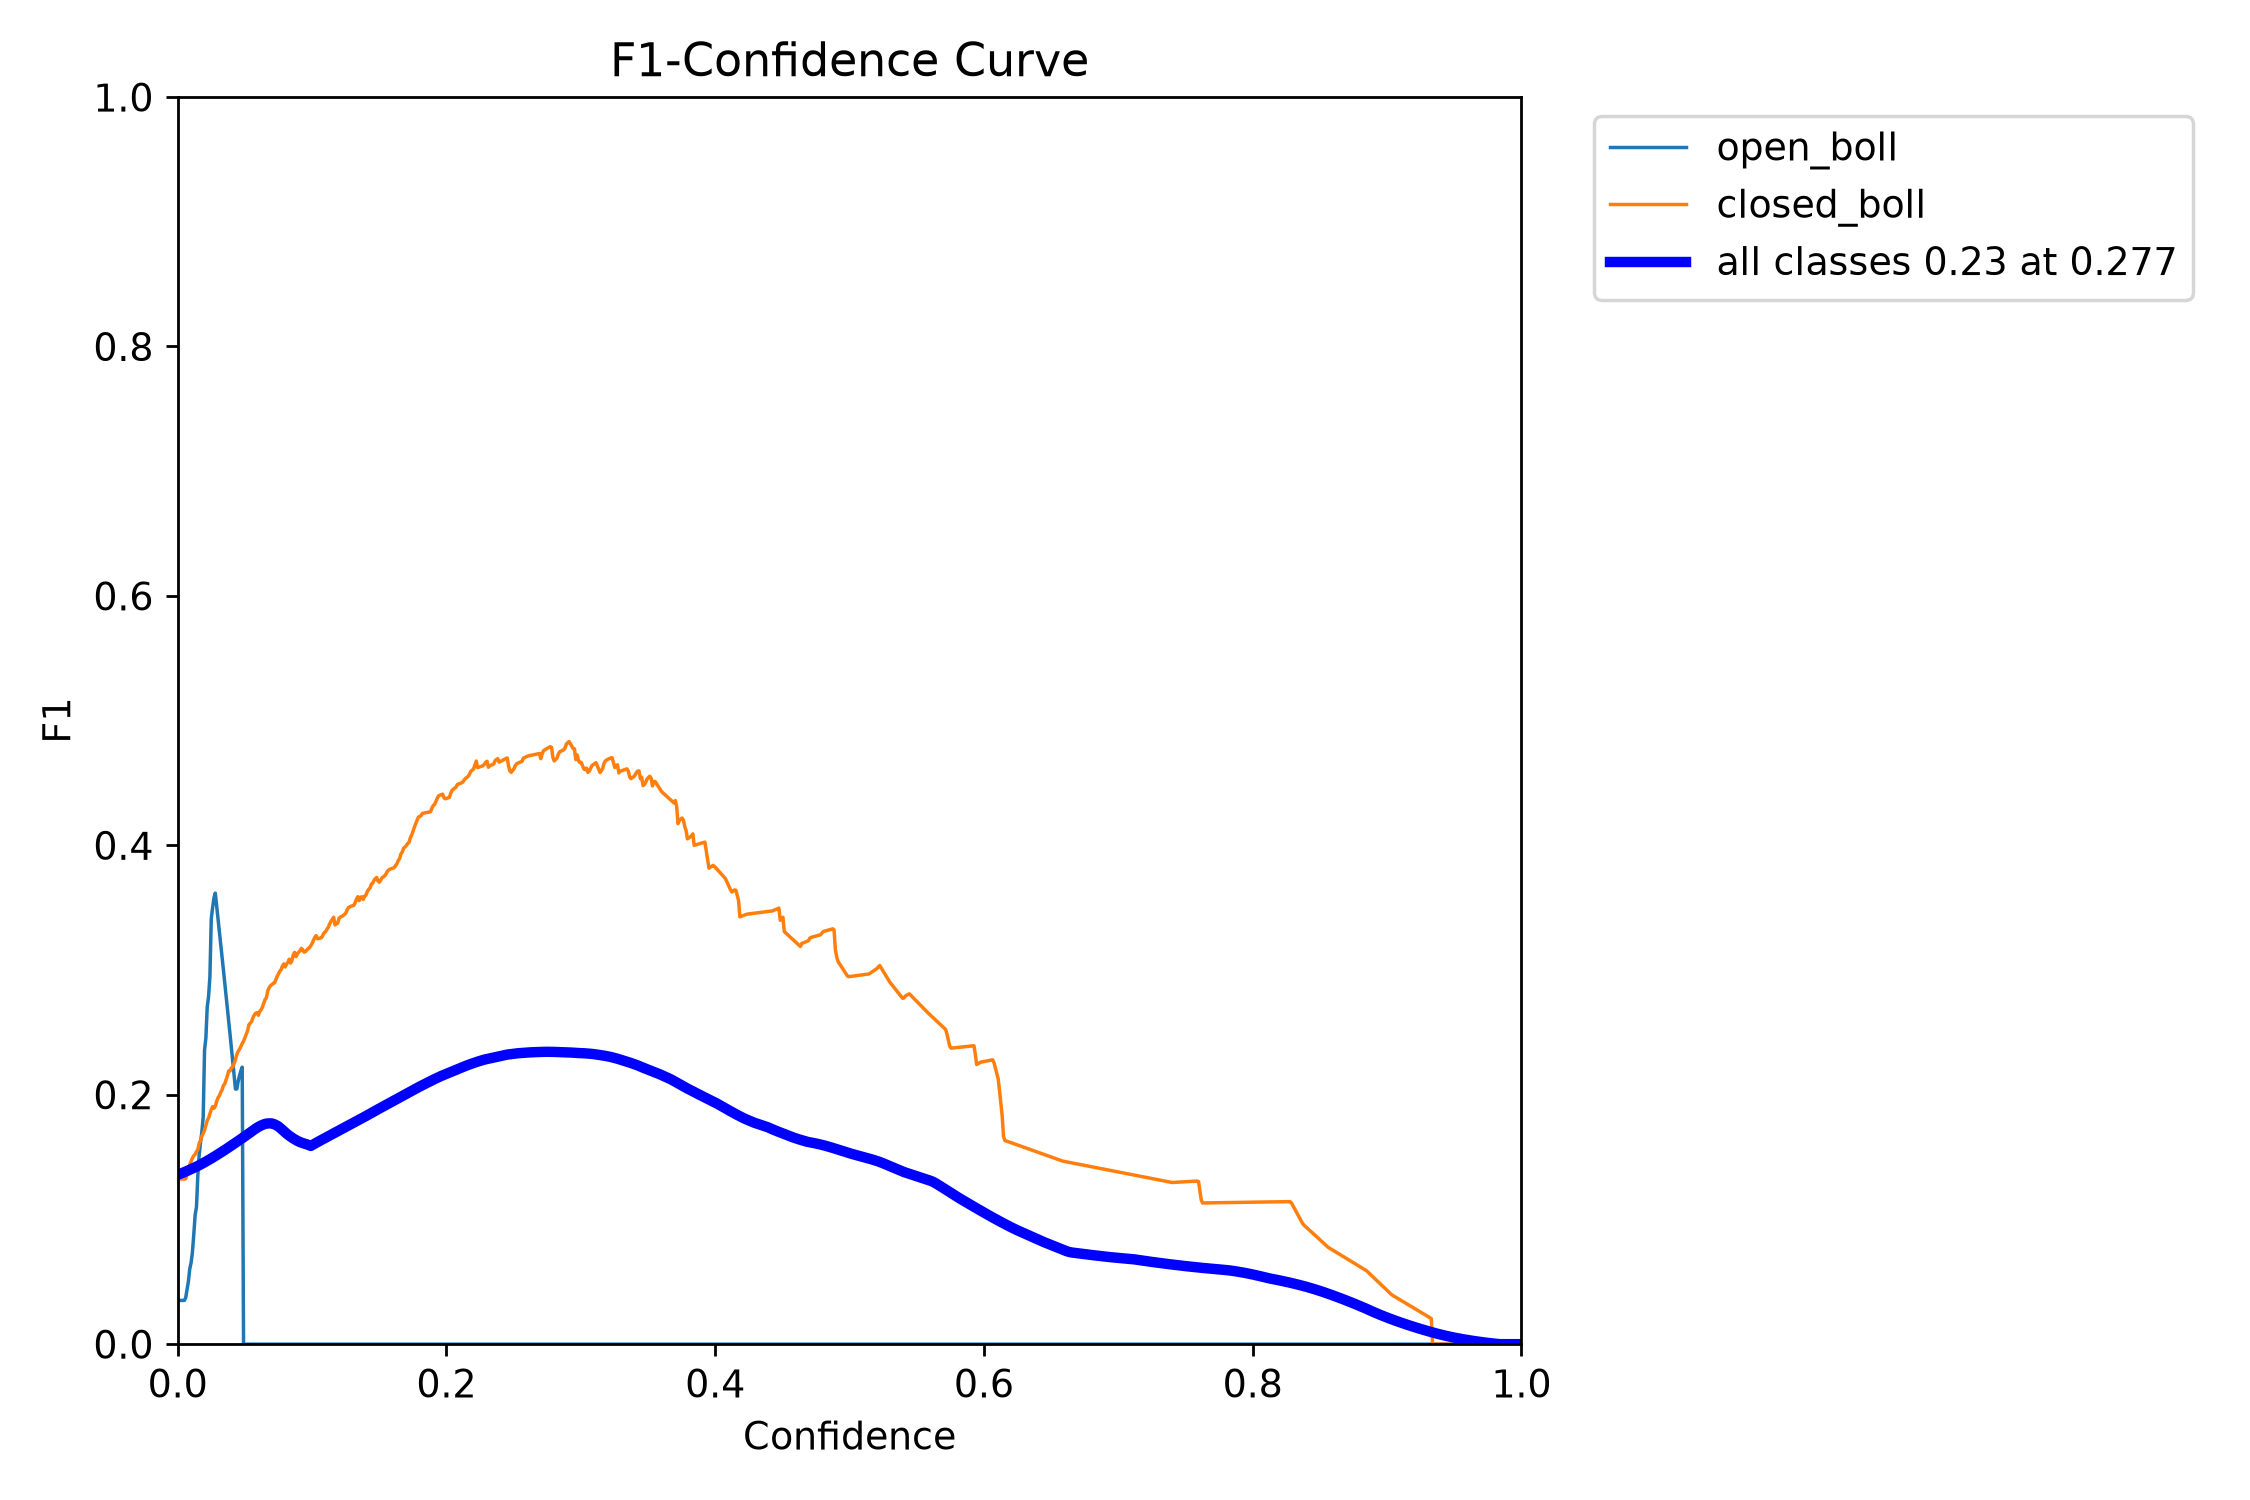 F1-Confidence Curve
1.0
0.8
0.6
0.4
0.2
0.0
F1
0.0 0.2 0.4 0.6 0.8 1.0
Confidence
open_boll
closed_boll
all classes 0.23 at 0.277